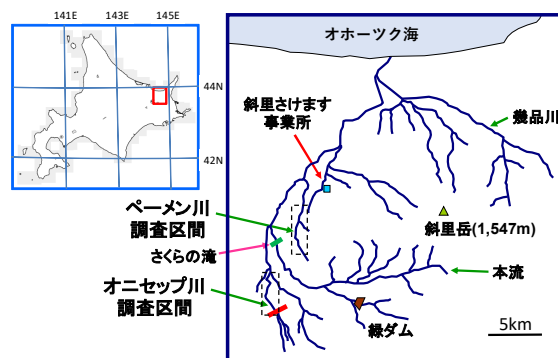 141E 143E 145E
44N
42N
オホーツク海
斜里さけます
事業所
幾品川
ペーメン川
調査区間
さくらの滝
オニセップ川
調査区間
斜里岳(1,547m)
本流
緑ダム
5km